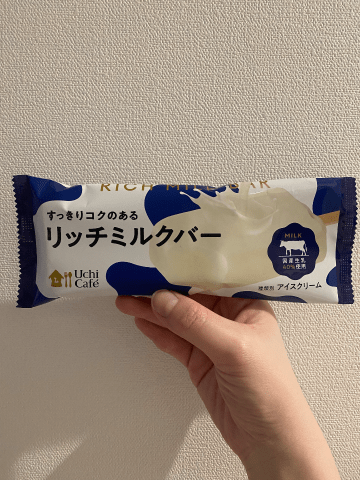 RICH MILK BAR
すっきりコクのある
リッチミルクバー
Uchi
Café
MILK
国産生乳
40%使用
種類別 アイスクリーム